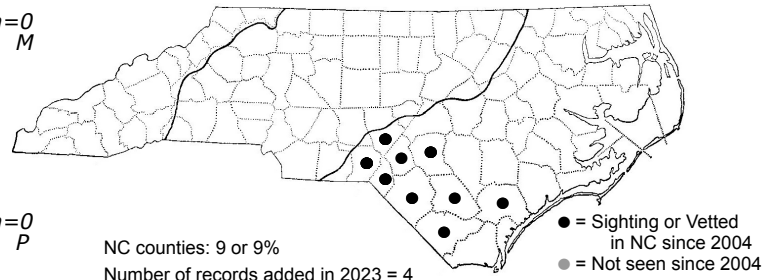 n=0
M
n=0
P
NC counties: 9 or 9%
Number of records added in 2023 = 4
= Sighting or Vetted
in NC since 2004
= Not seen since 2004